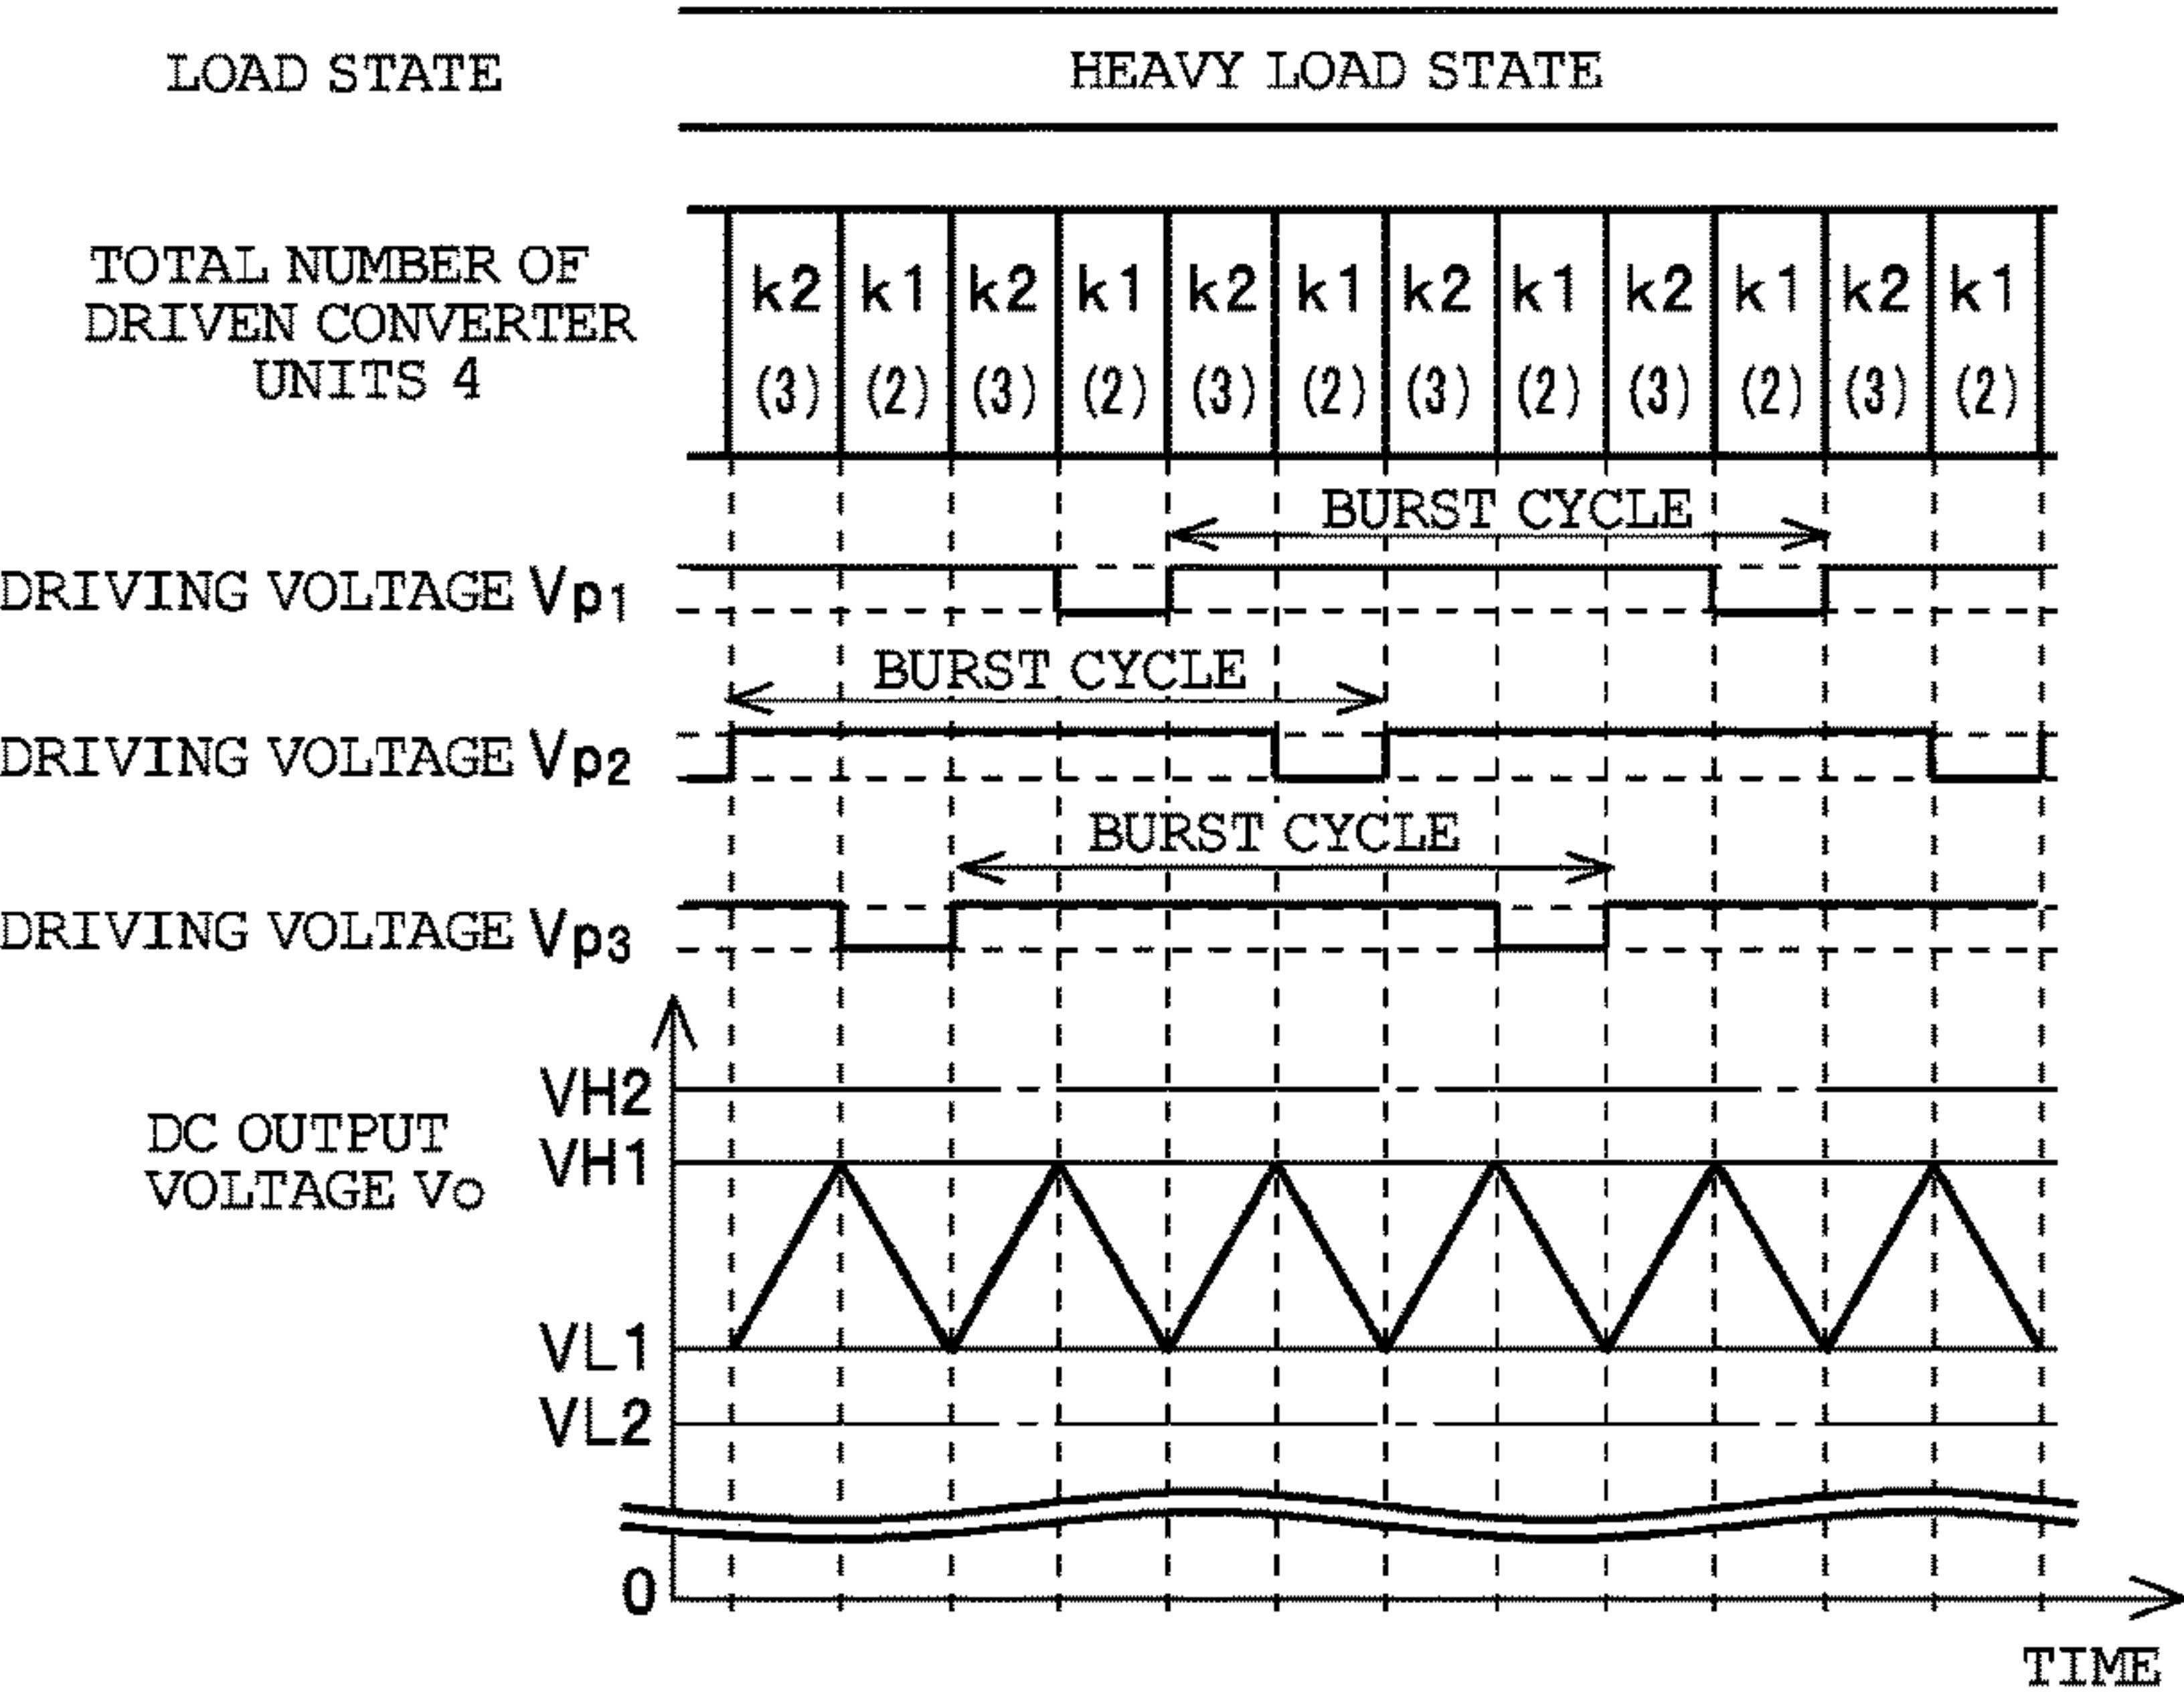 LOAD STATE
HEAVY LOAD STATE
TOTAL NUMBER OF
DRIVEN CONVERTER
UNITS 4
k2 k1 k2 k1 k2 k1 k2 k1 k2 k1 k2 k1
(3) (2) (3) (2) (3) (2) (3) (2) (3) (2) (3) (2)
BURST CYCLE
DRIVING VOLTAGE Vp1
BURST CYCLE
DRIVING VOLTAGE Vp2
BURST CYCLE
DRIVING VOLTAGE Vp3
VH2
DC OUTPUT
VOLTAGE Vo
VH1
VL1
VL2
0
TIME